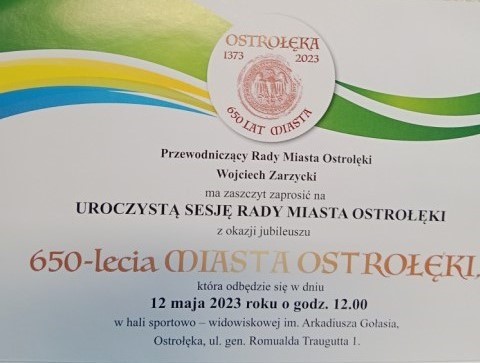 OSTROŁĘKA
1373 2023
650 LAT MIASTA
Przewodniczący Rady Miasta Ostrołęki
Wojciech Zarzycki
ma zaszczyt zaprosić na
UROCZYSTĄ SESJĘ RADY MIASTA OSTROŁĘKI
z okazji jubileuszu
650-lecia MIASTA OSTROŁĘKI,
która odbędzie się w dniu
12 maja 2023 roku o godz. 12.00
w hali sportowo – widowiskowej im. Arkadiusza Gołasia,
Ostrołęka, ul. gen. Romualda Traugutta 1.